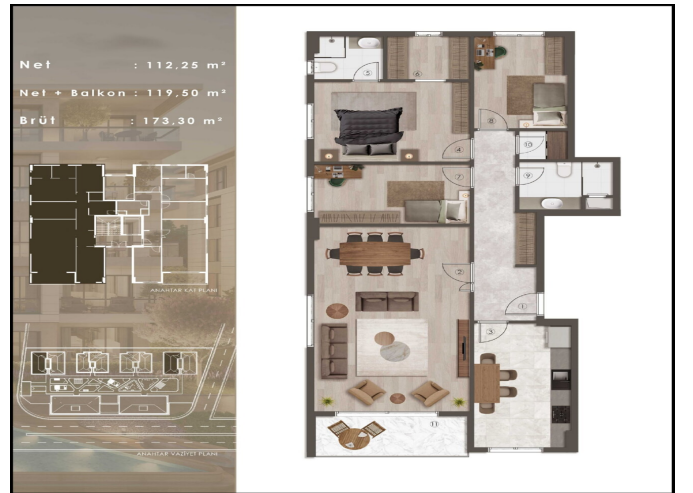 Net : 112,25 m²
Net + Balkon : 119,50 m²
Brüt : 173,30 m²
ANAHTAR KAT PLANI
ANAHTAR VAZİYET PLANI
5
6
8
4
10
7
9
2
1
3
11